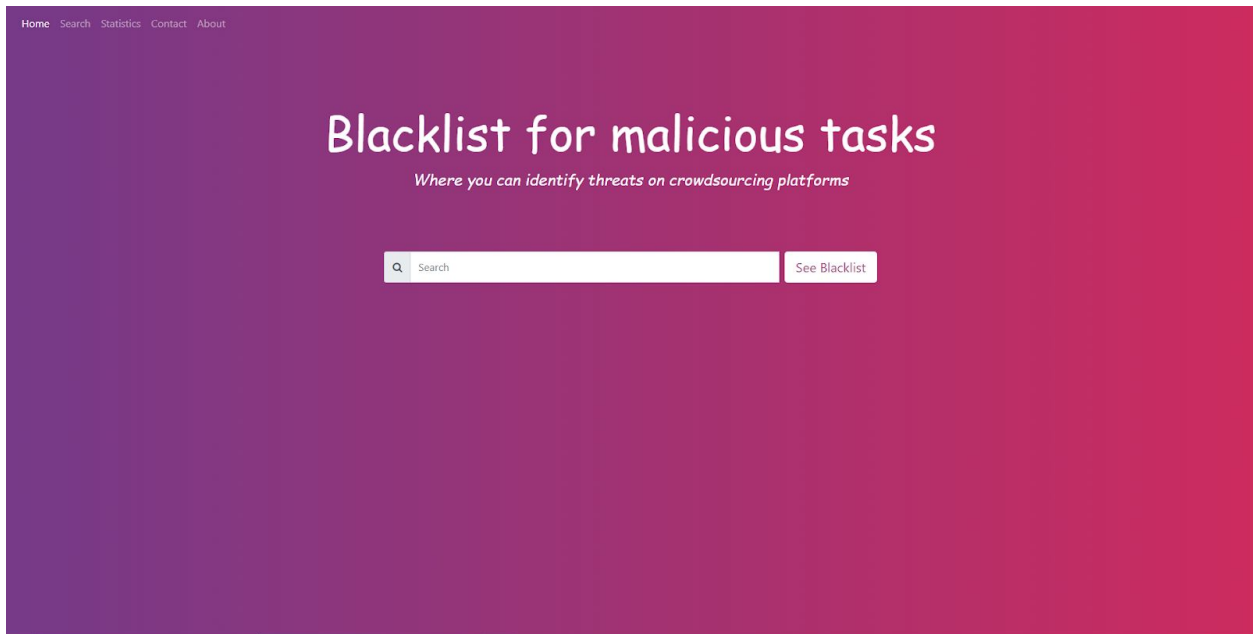 Home Search Statistics Contact About
Blacklist for malicious tasks
Where you can identify threats on crowdsourcing platforms
Search See Blacklist